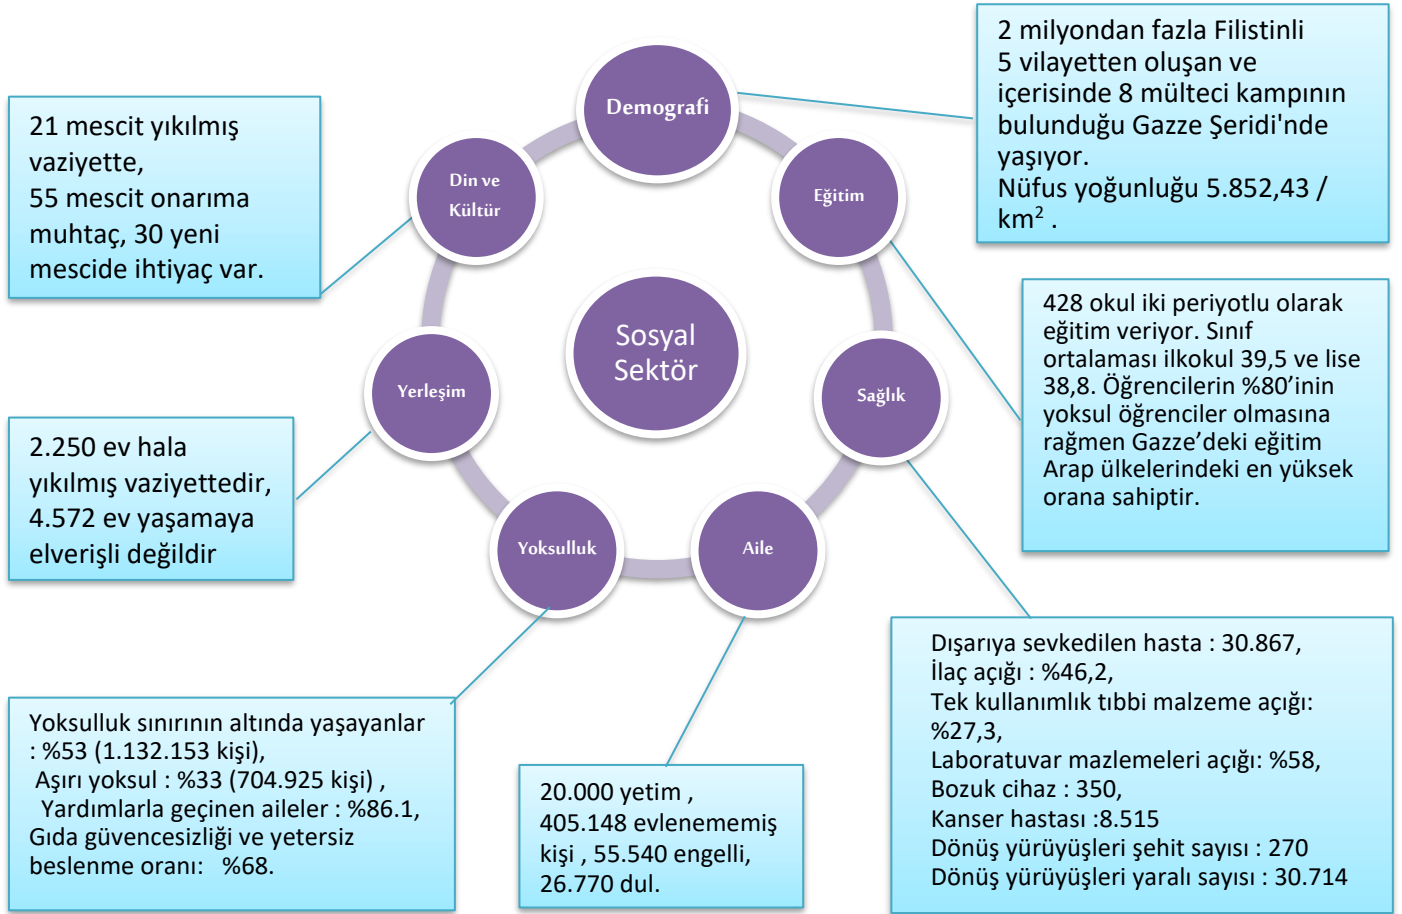 Demografi
2 milyondan fazla Filistinli
5 vilayetten oluşan ve
içerisinde 8 mülteci kampının
bulunduğu Gazze Şeridi'nde
yaşıyor.
Nüfus yoğunluğu 5.852,43 /
km² .
21 mescit yıkılmış
vaziyette,
55 mescit onarıma
muhtaç, 30 yeni
mescide ihtiyaç var.
Din ve
Kültür
Eğitim
428 okul iki periyotlu olarak
eğitim veriyor. Sınıf
ortalaması ilkokul 39,5 ve lise
38,8. Öğrencilerin %80’inin
yoksul öğrenciler olmasına
rağmen Gazze’deki eğitim
Arap ülkelerindeki en yüksek
orana sahiptir.
Sosyal
Sektör
Yerleşim
Sağlık
2.250 ev hala
yıkılmış vaziyettedir,
4.572 ev yaşamaya
elverişli değildir
Yoksulluk
Aile
Yoksulluk sınırının altında yaşayanlar
: %53 (1.132.153 kişi),
Aşırı yoksul : %33 (704.925 kişi) ,
Yardımlarla geçinen aileler : %86.1,
Gıda güvencesizliği ve yetersiz
beslenme oranı: %68.
20.000 yetim ,
405.148 evlenememiş
kişi , 55.540 engelli,
26.770 dul.
Dışarıya sevkedilen hasta : 30.867,
İlaç açığı : %46,2,
Tek kullanımlık tıbbi malzeme açığı:
%27,3,
Laboratuvar mazlemeleri açığı: %58,
Bozuk cihaz : 350,
Kanser hastası :8.515
Dönüş yürüyüşleri şehit sayısı : 270
Dönüş yürüyüşleri yaralı sayısı : 30.714